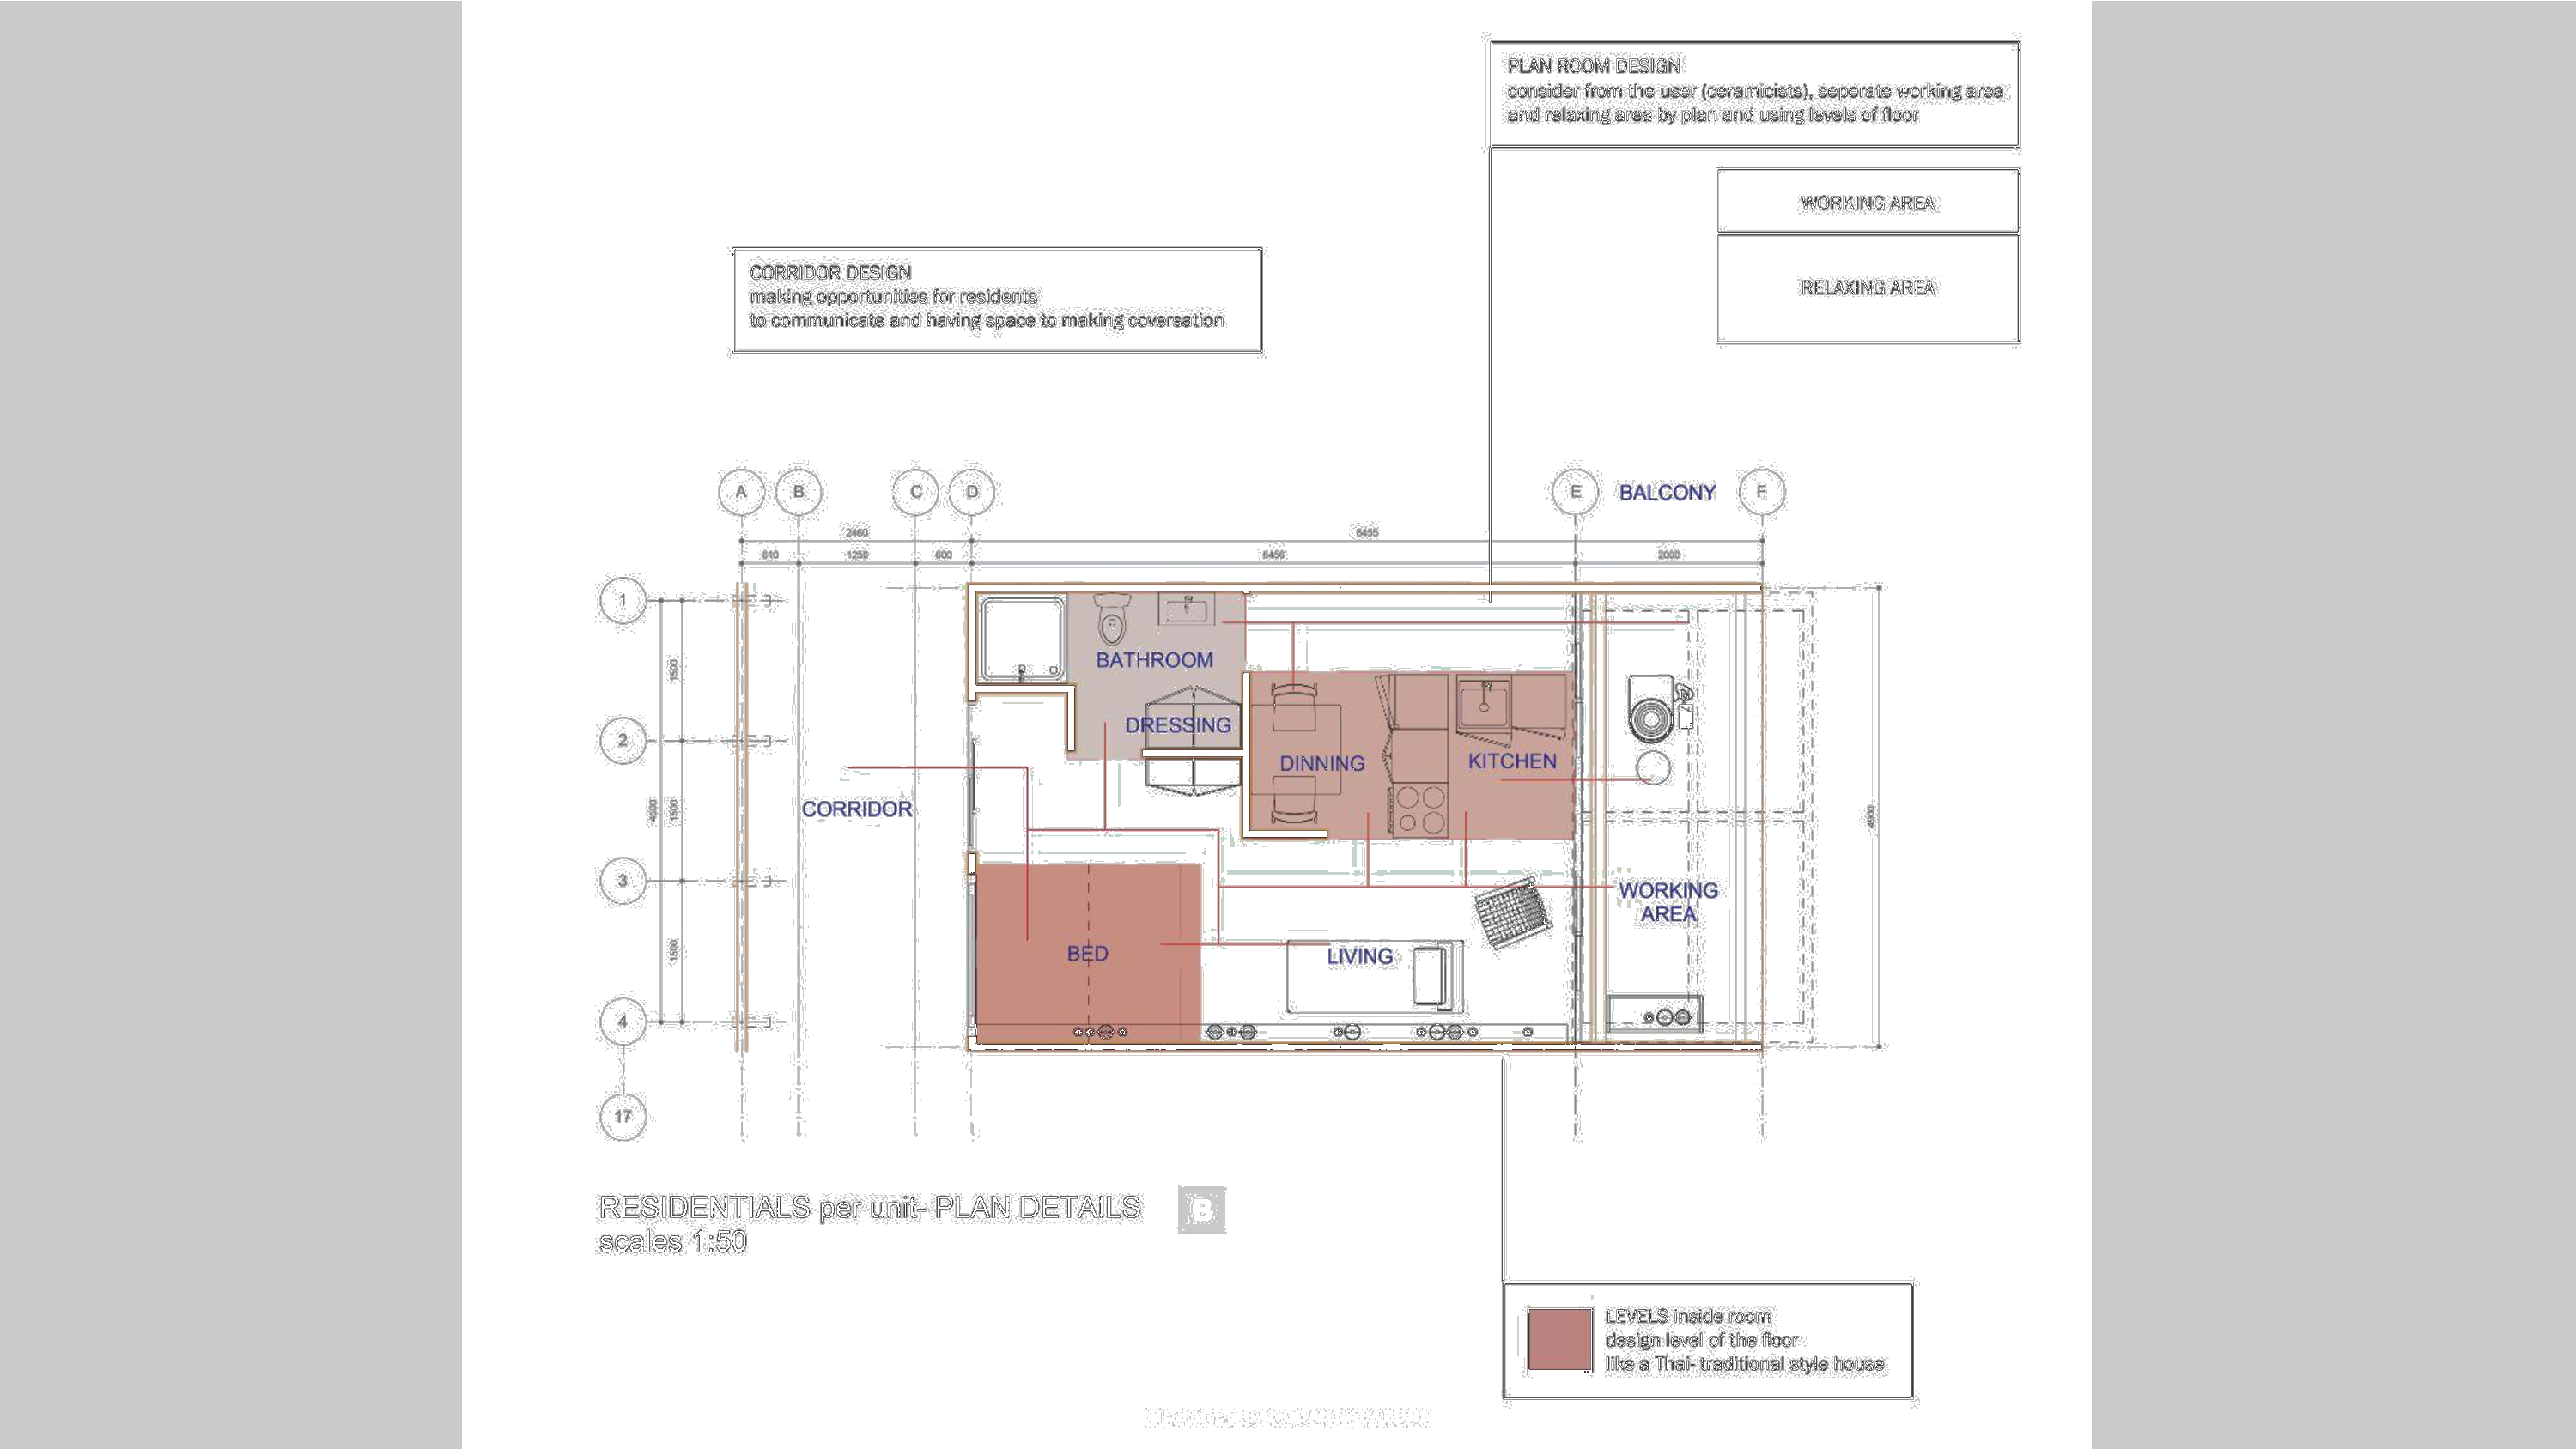 PLAN ROOM DESIGN
consider from the user (ceramicists), seperate working area
and relaxing area by plan and using levels of floor
WORKING AREA
RELAXING AREA
CORRIDOR DESIGN
making opportunities for residents
to communicate and having space to making coversation
A B C D E BALCONY F
2460 6455
610 1250 600 6456 2000
1
2
3
4
17
1500
1500
1500
4500
4900
BATHROOM
DRESSING
DINNING
KITCHEN
CORRIDOR
WORKING
AREA
BED
LIVING
RESIDENTIALS per unit- PLAN DETAILS B
scales 1:50
LEVELS inside room
design level of the floor
like a Thai- traditional style house